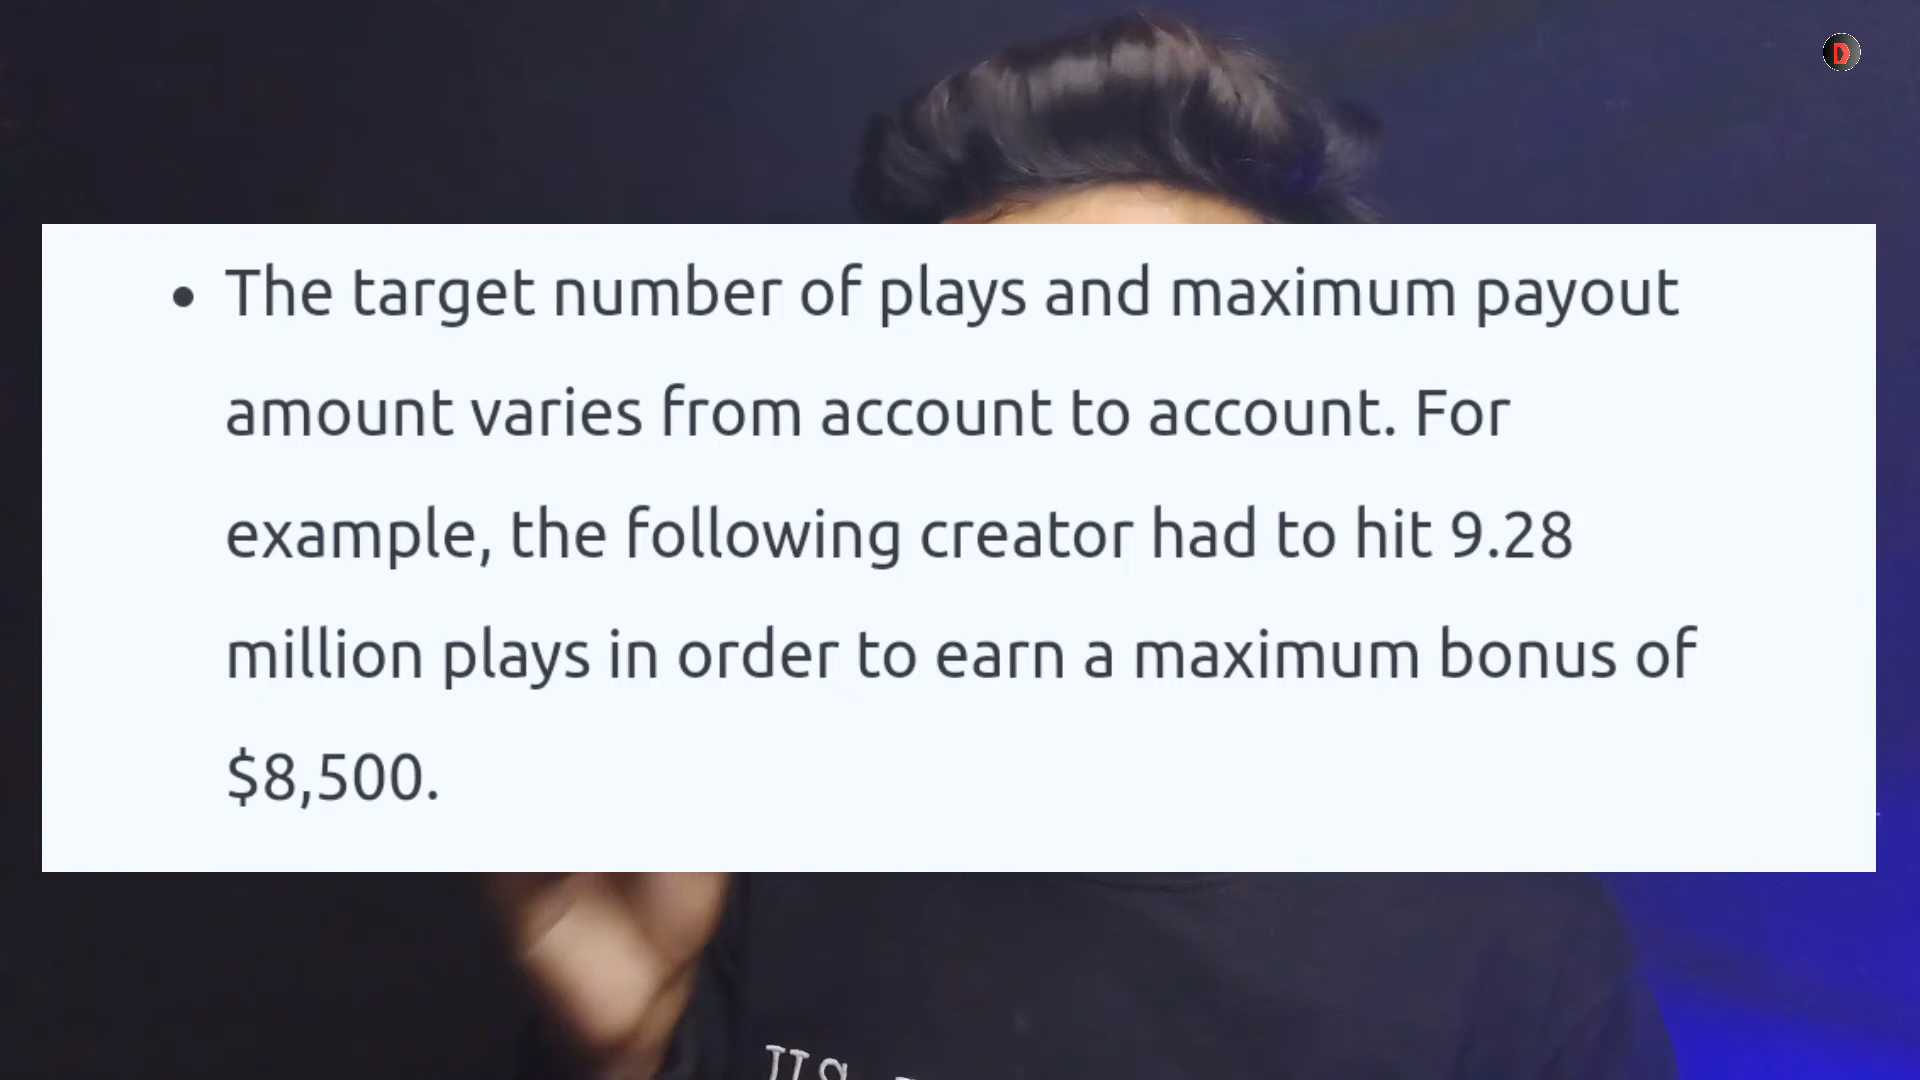 D
• The target number of plays and maximum payout
amount varies from account to account. For
example, the following creator had to hit 9.28
million plays in order to earn a maximum bonus of
$8,500.